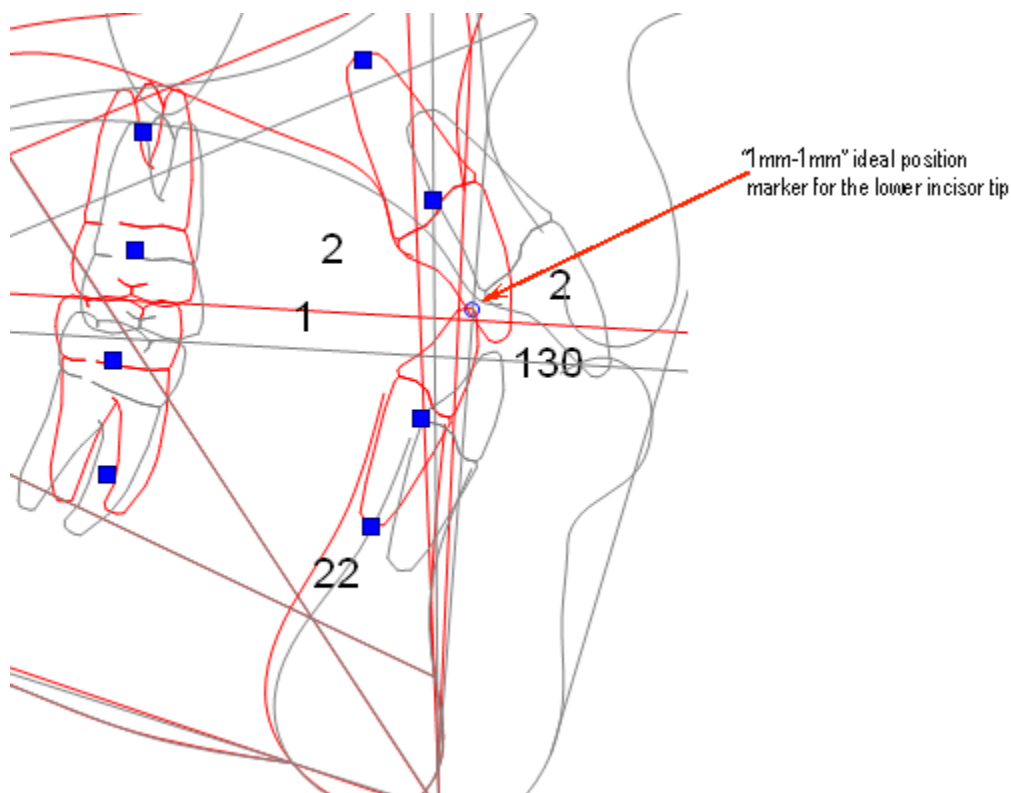 "1mm-1mm" ideal position
marker for the lower incisor tip
2
2
1
130
22